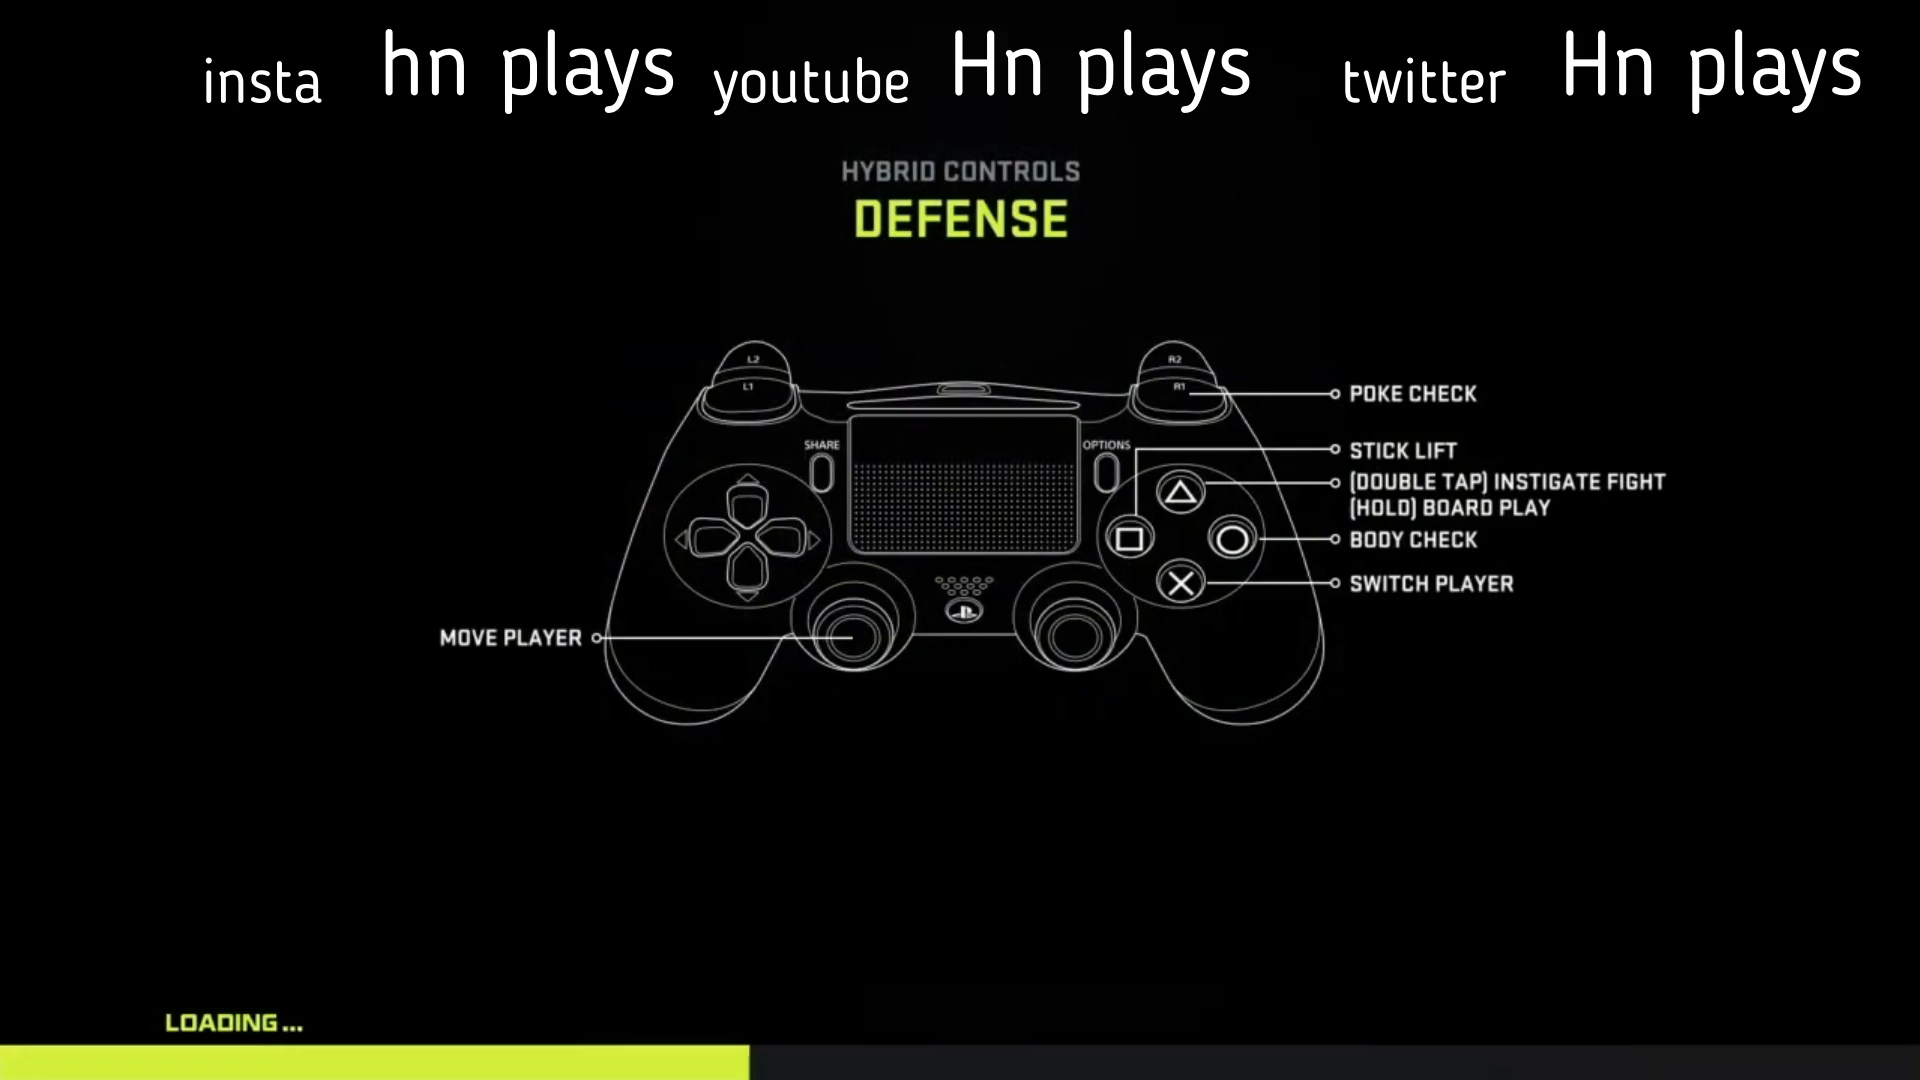 insta hn plays youtube Hn plays twitter Hn plays
HYBRID CONTROLS
DEFENSE
L2
R2
L1
R1
POKE CHECK
SHARE
OPTIONS
STICK LIFT
(DOUBLE TAP) INSTIGATE FIGHT
(HOLD) BOARD PLAY
BODY CHECK
SWITCH PLAYER
MOVE PLAYER
LOADING...